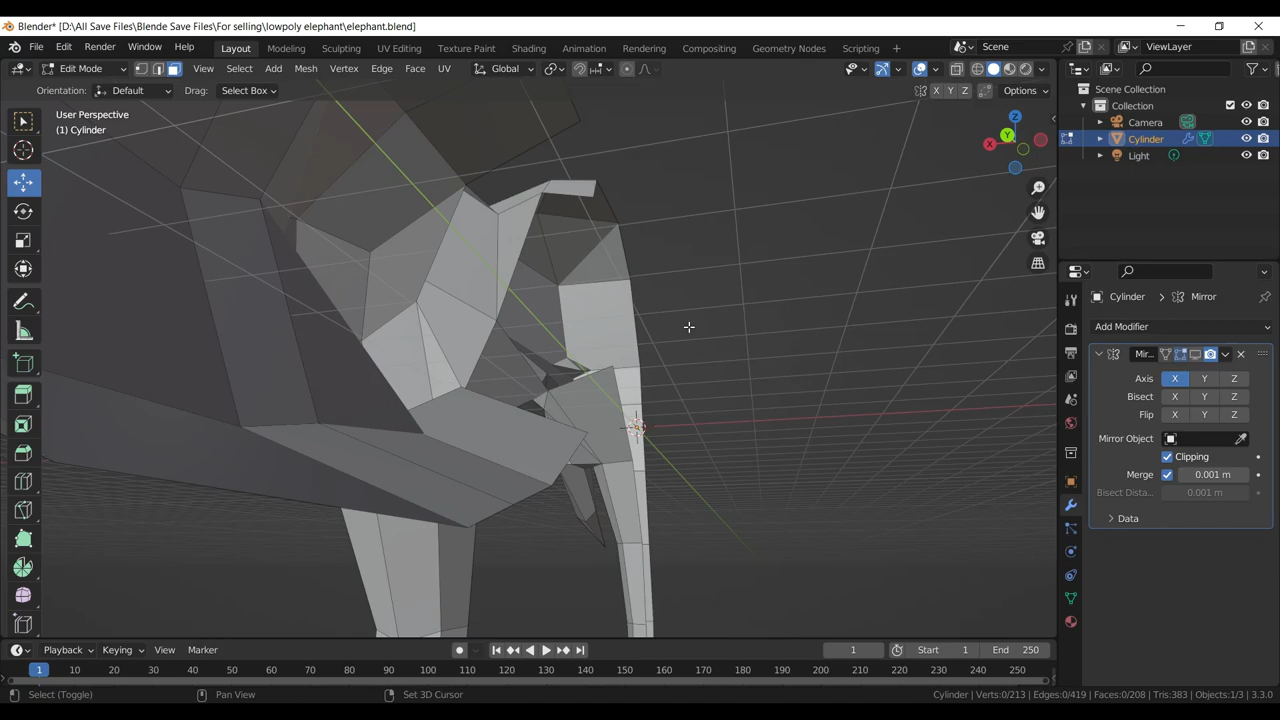 Blender* [D:\All Save Files\Blende Save Files\For selling\lowpoly elephant\elephant.blend]
File Edit Render Window Help Layout Modeling Sculpting UV Editing Texture Paint Shading Animation Rendering Compositing Geometry Nodes Scripting + Scene ViewLayer
Edit Mode View Select Add Mesh Vertex Edge Face UV Global
Orientation: Default Drag: Select Box X Y Z Options
Scene Collection
Collection
Camera
Cylinder
Light
User Perspective
(1) Cylinder
Z
Y
X
Cylinder Mirror
Add Modifier
Mir...
Axis X Y Z
Bisect X Y Z
Flip X Y Z
Mirror Object
Clipping
Merge 0.001 m
Bisect Dista... 0.001 m
Data
Playback Keying View Marker 1 Start 1 End 250
1 10 20 30 40 50 60 70 80 90 100 110 120 130 140 150 160 170 180 190 200 210 220 230 240 250
Select (Toggle) Pan View Set 3D Cursor Cylinder | Verts:0/213 | Edges:0/419 | Faces:0/208 | Tris:383 | Objects:1/3 | 3.3.0